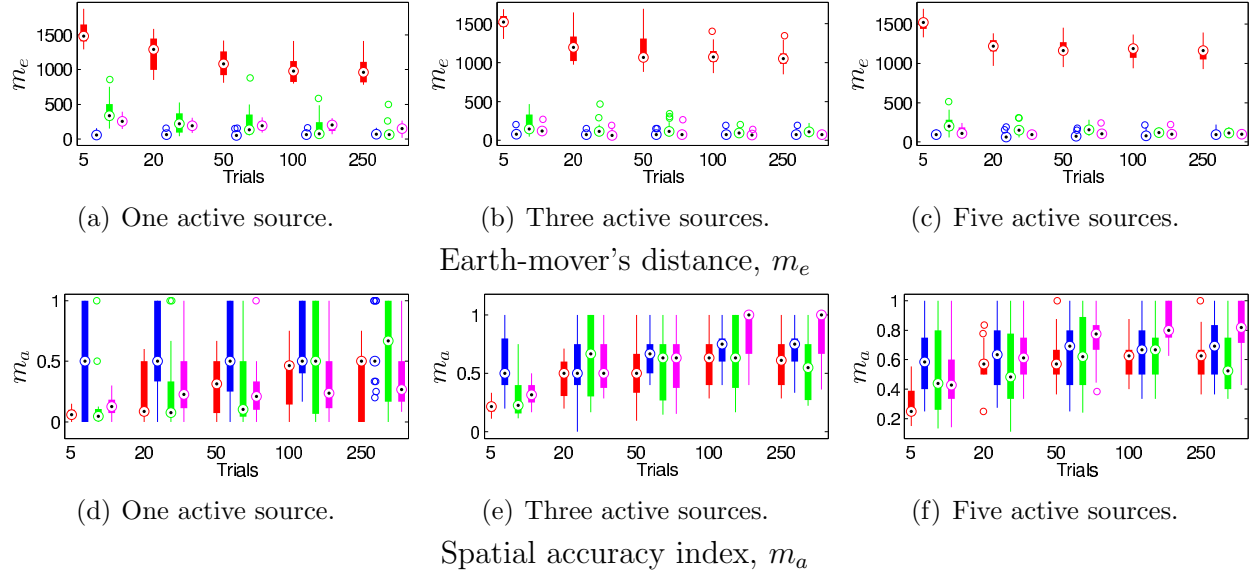 m_e
1500
1000
500
0
5 20 50 100 250
Trials
(a) One active source.
m_e
1500
1000
500
0
5 20 50 100 250
Trials
(b) Three active sources.
m_e
1500
1000
500
0
5 20 50 100 250
Trials
(c) Five active sources.
Earth-mover's distance, m_e
m_a
1
0.5
0
5 20 50 100 250
Trials
(d) One active source.
m_a
1
0.5
0
5 20 50 100 250
Trials
(e) Three active sources.
m_a
1
0.8
0.6
0.4
0.2
5 20 50 100 250
Trials
(f) Five active sources.
Spatial accuracy index, m_a